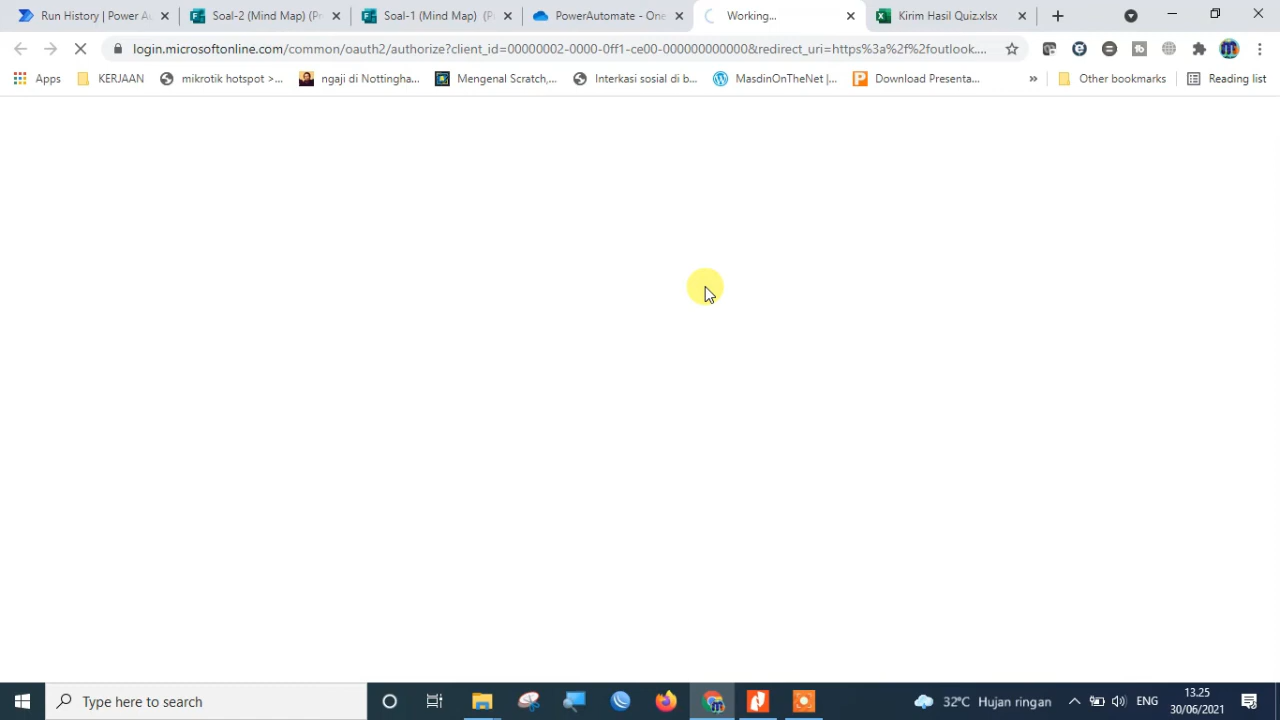 Run History | Power A
Soal-2 (Mind Map) (Pr
Soal-1 (Mind Map) (P
PowerAutomate - One
Working...
Kirim Hasil Quiz.xlsx
login.microsoftonline.com/common/oauth2/authorize?client_id=00000002-0000-0ff1-ce00-000000000000&redirect_uri=https%3a%2f%2foutlook....
Apps
KERJAAN
mikrotik hotspot >...
ngaji di Nottingha...
Mengenal Scratch,...
Interkasi sosial di b...
MasdinOnTheNet |...
Download Presenta...
»
Other bookmarks
Reading list
Type here to search
32°C Hujan ringan
ENG
13.25
30/06/2021